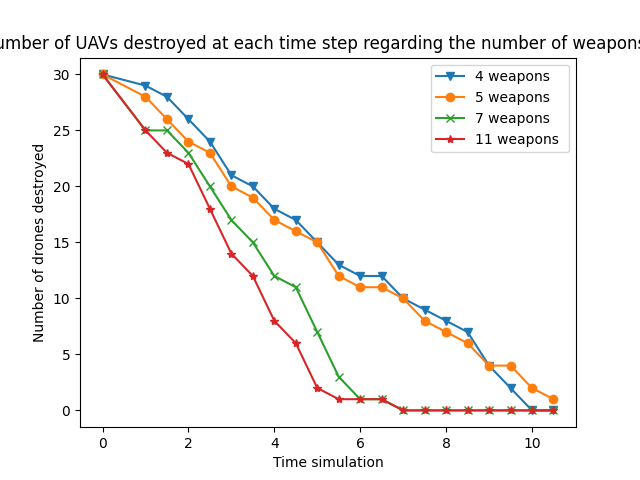 of UAVs destroyed at each time step regarding the number of weapons
4 weapons
5 weapons
7 weapons
11 weapons
Number of drones destroyed
30
25
20
15
10
5
0
0 2 4 6 8 10
Time simulation